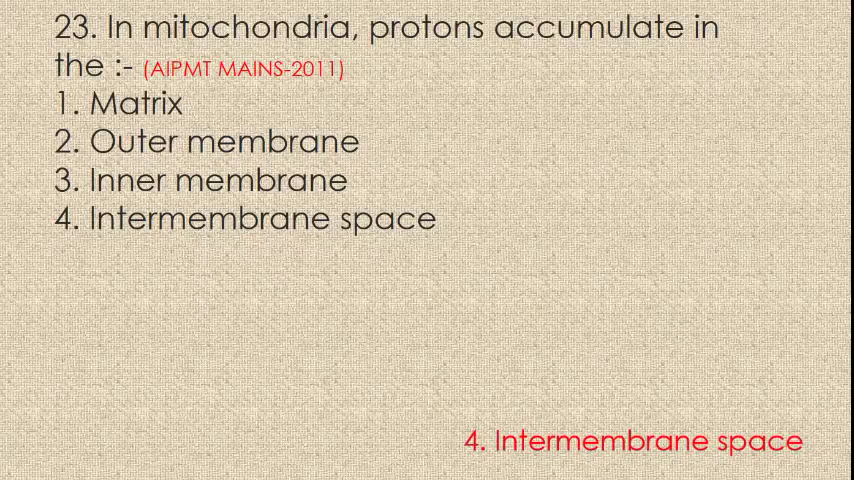 23. In mitochondria, protons accumulate in
the :- (AIPMT MAINS-2011)
1. Matrix
2. Outer membrane
3. Inner membrane
4. Intermembrane space
4. Intermembrane space